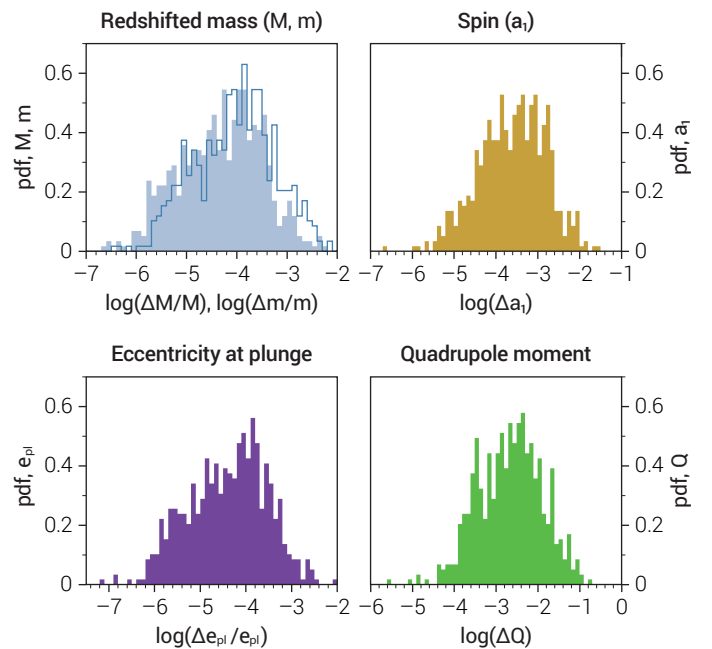 Redshifted mass (M, m)
Spin (a₁)
pdf, M, m
0.6
0.4
0.2
0
−7 −6 −5 −4 −3 −2
log(ΔM/M), log(Δm/m)
0.6
0.4
0.2
0
pdf, a₁
−6 −5 −4 −3 −2 −1
−7
log(Δa₁)
Eccentricity at plunge
Quadrupole moment
pdf, eₚₗ
0.6
0.4
0.2
0
−6 −5 −4 −3 −2
log(Δeₚₗ/eₚₗ)
0.6
0.4
0.2
0
pdf, Q
−6 −5 −4 −3 −2 −1 0
log(ΔQ)